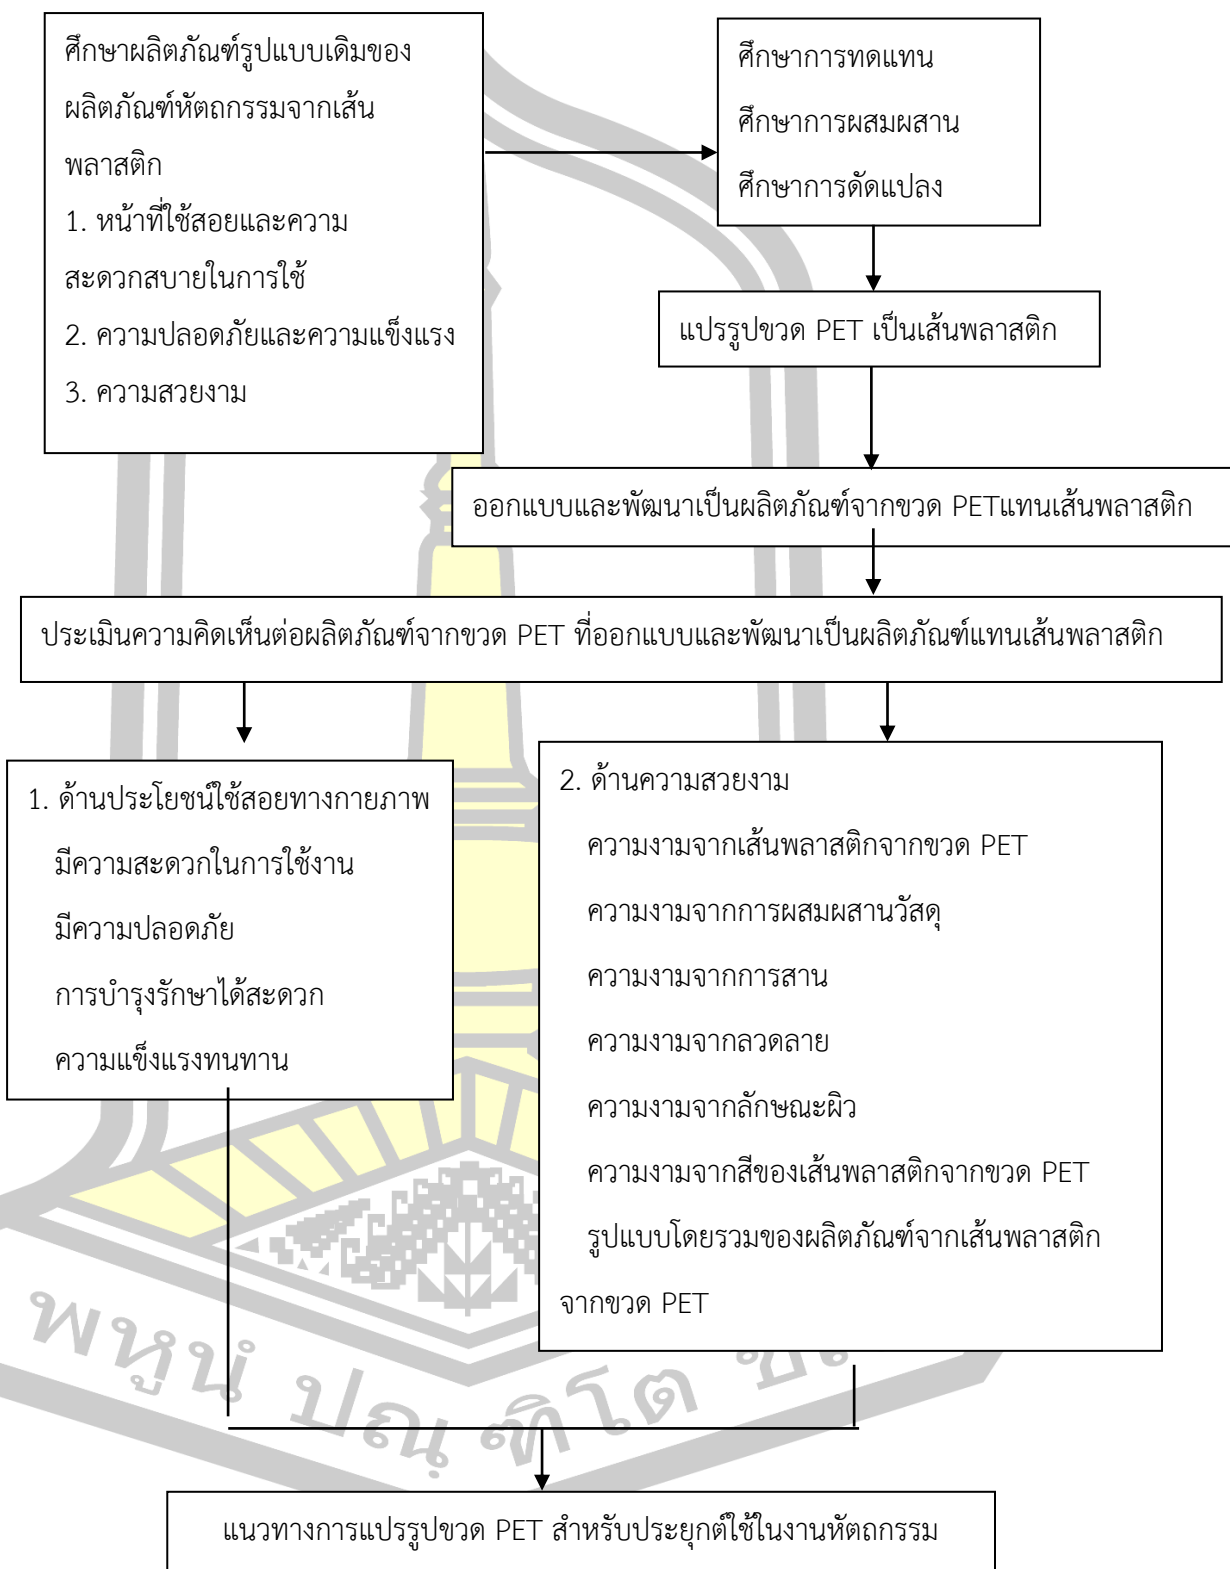 ศึกษาผลิตภัณฑ์รูปแบบเดิมของ
ผลิตภัณฑ์หัตถกรรมจากเส้น
พลาสติก
1. หน้าที่ใช้สอยและความ
สะดวกสบายในการใช้
2. ความปลอดภัยและความแข็งแรง
3. ความสวยงาม
ศึกษาการทดแทน
ศึกษาการผสมผสาน
ศึกษาการดัดแปลง
แปรรูปขวด PET เป็นเส้นพลาสติก
ออกแบบและพัฒนาเป็นผลิตภัณฑ์จากขวด PETแทนเส้นพลาสติก
ประเมินความคิดเห็นต่อผลิตภัณฑ์จากขวด PET ที่ออกแบบและพัฒนาเป็นผลิตภัณฑ์แทนเส้นพลาสติก
1. ด้านประโยชน์ใช้สอยทางกายภาพ
มีความสะดวกในการใช้งาน
มีความปลอดภัย
การบำรุงรักษาได้สะดวก
ความแข็งแรงทนทาน
2. ด้านความสวยงาม
ความงามจากเส้นพลาสติกจากขวด PET
ความงามจากการผสมผสานวัสดุ
ความงามจากการสาน
ความงามจากลวดลาย
ความงามจากลักษณะผิว
ความงามจากสีของเส้นพลาสติกจากขวด PET
รูปแบบโดยรวมของผลิตภัณฑ์จากเส้นพลาสติก
จากขวด PET
พหูนํ ปณฺฑิโต
แนวทางการแปรรูปขวด PET สำหรับประยุกต์ใช้ในงานหัตถกรรม